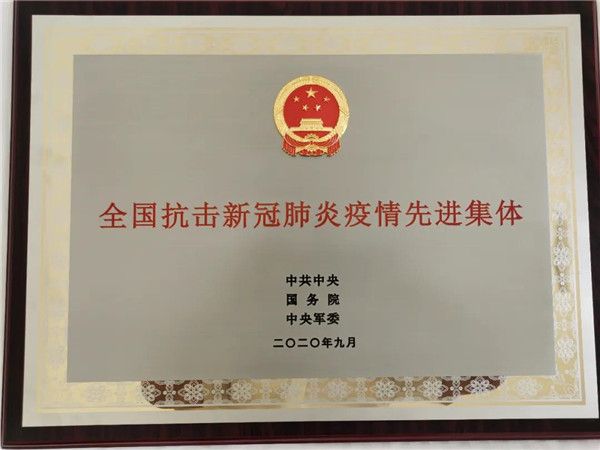 全国抗击新冠肺炎疫情先进集体
中共中央
国务院
中央军委
二〇二〇年九月